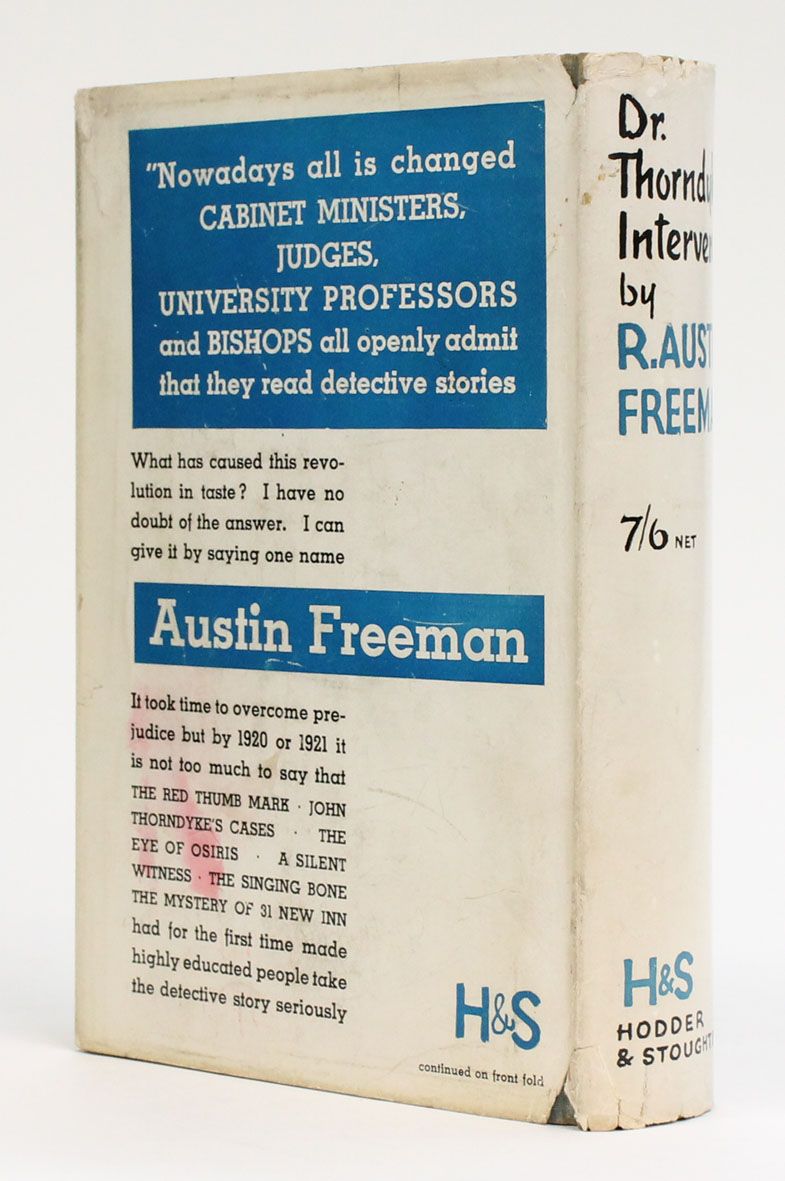 "Nowadays all is changed
CABINET MINISTERS,
JUDGES,
UNIVERSITY PROFESSORS
and BISHOPS all openly admit
that they read detective stories
What has caused this revo-
lution in taste? I have no
doubt of the answer. I can
give it by saying one name
Austin Freeman
It took time to overcome pre-
judice but by 1920 or 1921 it
is not too much to say that
THE RED THUMB MARK · JOHN
THORNDYKE'S CASES · THE
EYE OF OSIRIS · A SILENT
WITNESS · THE SINGING BONE
THE MYSTERY OF 31 NEW INN
had for the first time made
highly educated people take
the detective story seriously
H&S
continued on front fold
Dr.
by
R.
7/6 NET
H&S
HODDER
&